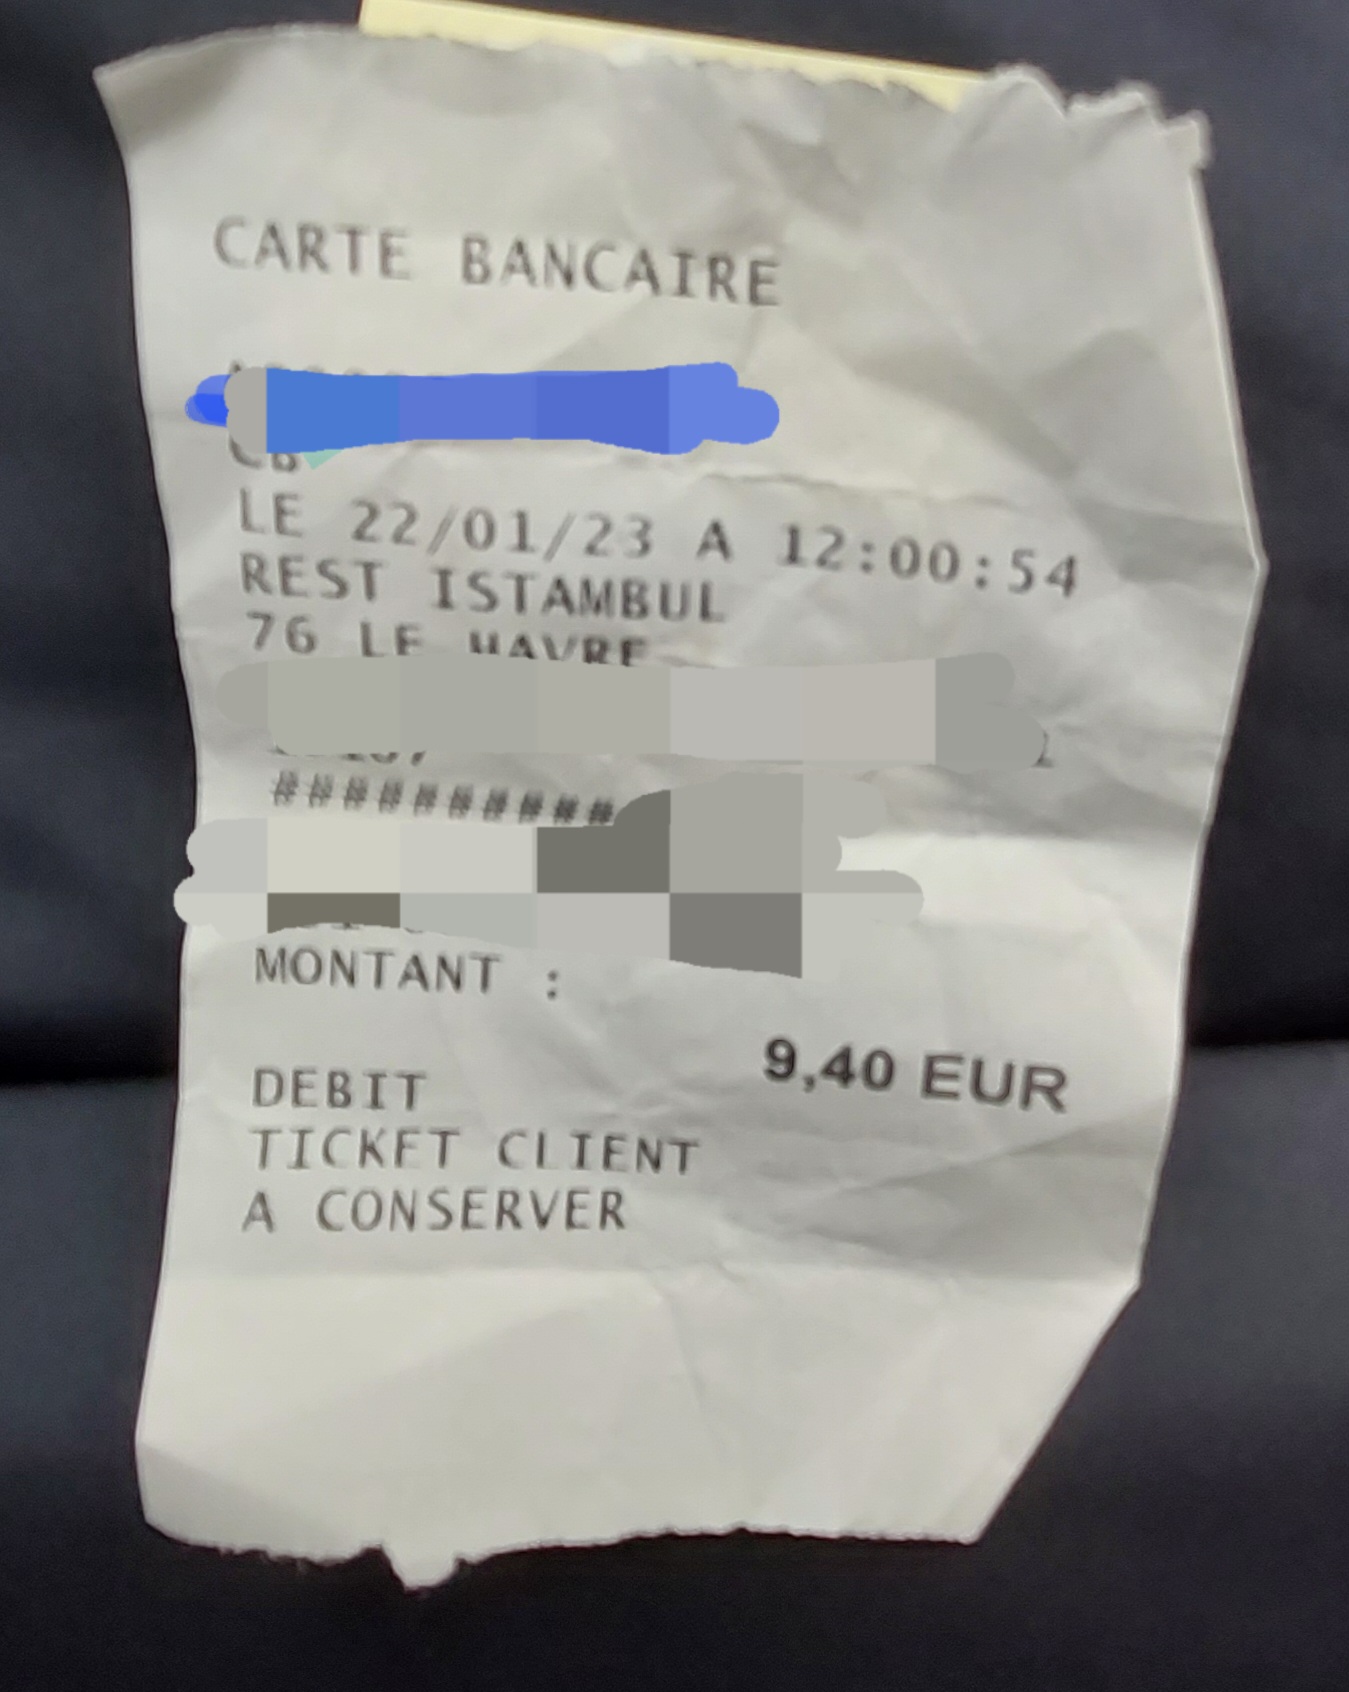 CARTE BANCAIRE
CB
LE 22/01/23 A 12:00:54
REST ISTAMBUL
76 LE HAVRE
##########
MONTANT :
9,40 EUR
DEBIT
TICKET CLIENT
A CONSERVER